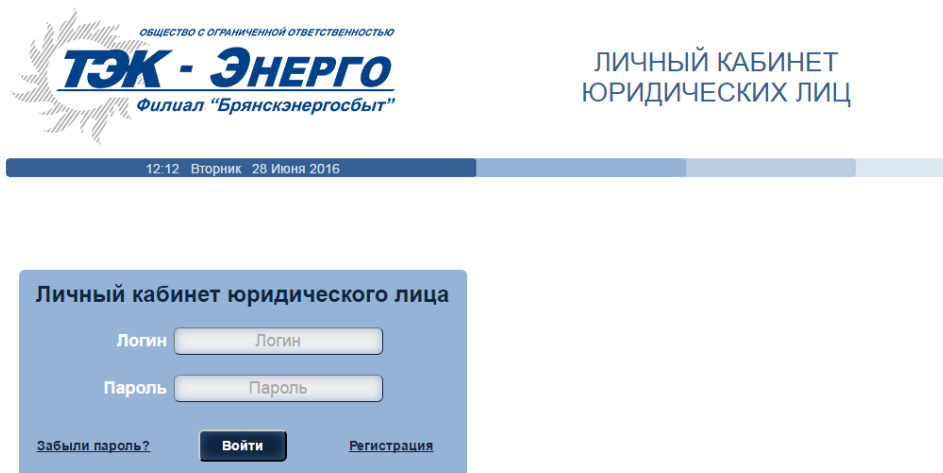 ОБЩЕСТВО С ОГРАНИЧЕННОЙ ОТВЕТСТВЕННОСТЬЮ
ТЭК - ЭНЕРГО
Филиал "Брянскэнергосбыт"
ЛИЧНЫЙ КАБИНЕТ
ЮРИДИЧЕСКИХ ЛИЦ
12:12 Вторник 28 Июня 2016
Личный кабинет юридического лица
Логин Логин
Пароль Пароль
Забыли пароль? Войти Регистрация